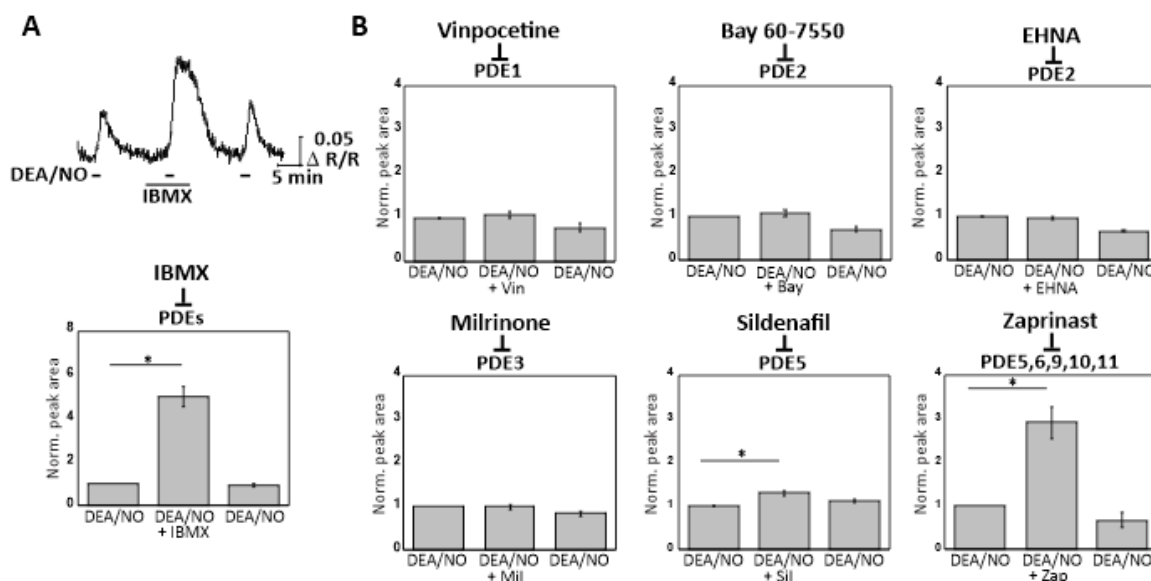 A
0.05
Δ R/R
5 min
DEA/NO
IBMX
IBMX
PDEs
Norm. peak area
8
6
4
2
0
*
DEA/NO DEA/NO DEA/NO
+ IBMX
B
Vinpocetine
PDE1
Norm. peak area
4
3
2
1
0
DEA/NO DEA/NO DEA/NO
+ Vin
Bay 60-7550
PDE2
Norm. peak area
4
3
2
1
0
DEA/NO DEA/NO DEA/NO
+ Bay
EHNA
PDE2
Norm. peak area
4
3
2
1
0
DEA/NO DEA/NO DEA/NO
+ EHNA
Milrinone
PDE3
Norm. peak area
4
3
2
1
0
DEA/NO DEA/NO DEA/NO
+ Mil
Sildenafil
PDE5
Norm. peak area
4
3
2
1
0
*
DEA/NO DEA/NO DEA/NO
+ Sil
Zaprinast
PDE5,6,9,10,11
Norm. peak area
4
3
2
1
0
*
DEA/NO DEA/NO DEA/NO
+ Zap